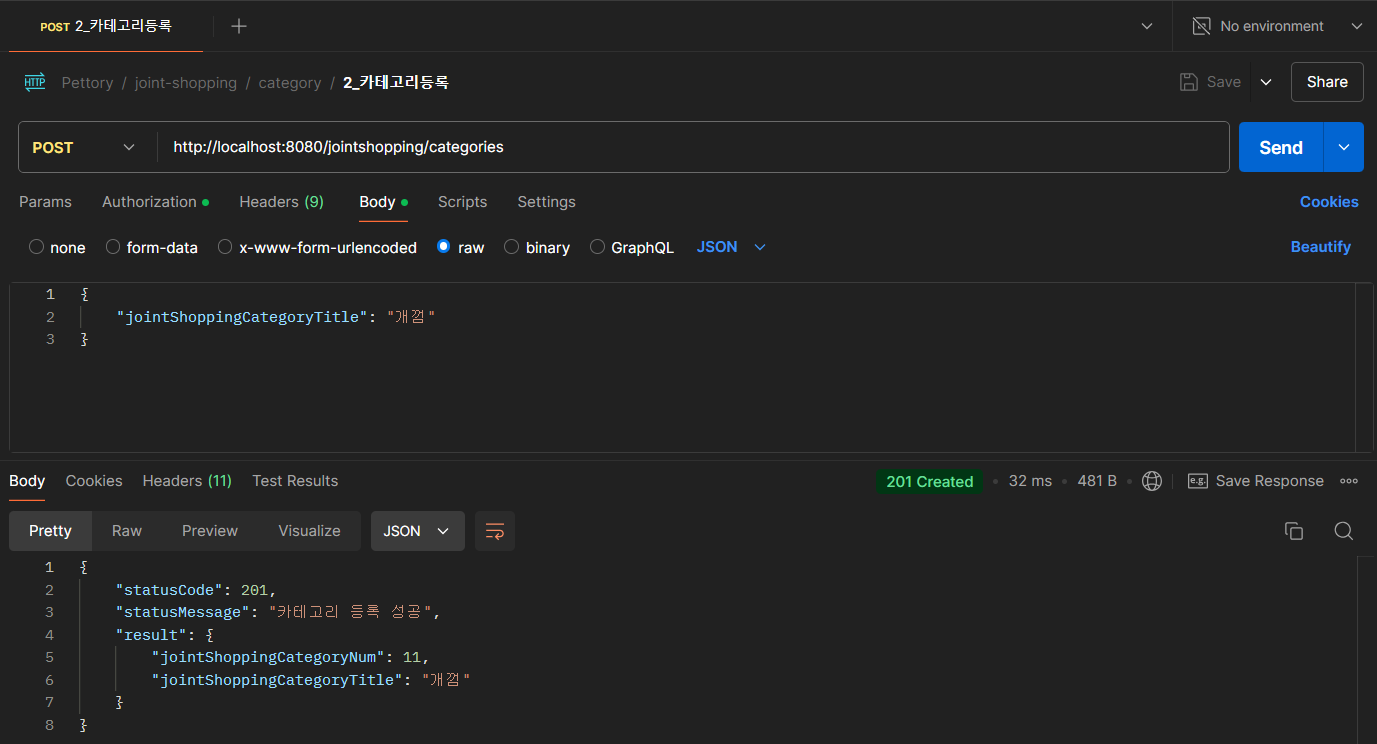 POST 2_카테고리등록
No environment
HTTP Pettory / joint-shopping / category / 2_카테고리등록
Save
Share
POST
http://localhost:8080/jointshopping/categories
Send
Params Authorization Headers (9) Body Scripts Settings Cookies
none form-data x-www-form-urlencoded raw binary GraphQL JSON Beautify
1 {
2 "jointShoppingCategoryTitle": "개껌"
3 }
Body Cookies Headers (11) Test Results 201 Created 32 ms 481 B e.g. Save Response
Pretty Raw Preview Visualize JSON
1 {
2 "statusCode": 201,
3 "statusMessage": "카테고리 등록 성공",
4 "result": {
5 "jointShoppingCategoryNum": 11,
6 "jointShoppingCategoryTitle": "개껌"
7 }
8 }